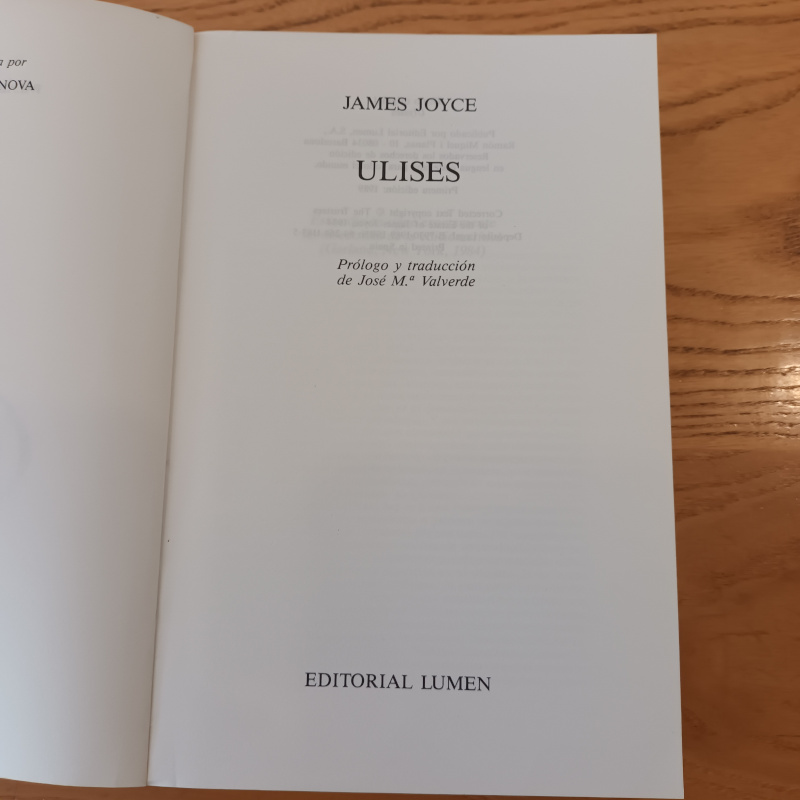 por
NOVA
JAMES JOYCE
ULISES
Prólogo y traducción
de José M.ª Valverde
EDITORIAL LUMEN